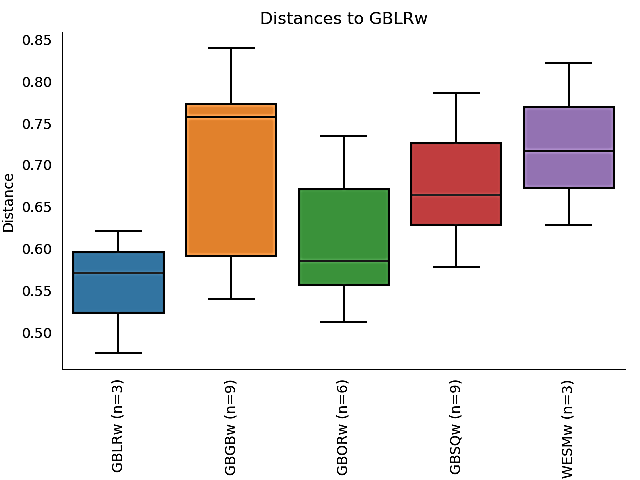 Distances to GBLRw
0.85
0.80
0.75
0.70
0.65
0.60
0.55
0.50
Distance
GBLRw (n=3)
GBGBw (n=9)
GBORw (n=6)
GBSQw (n=9)
WESMw (n=3)